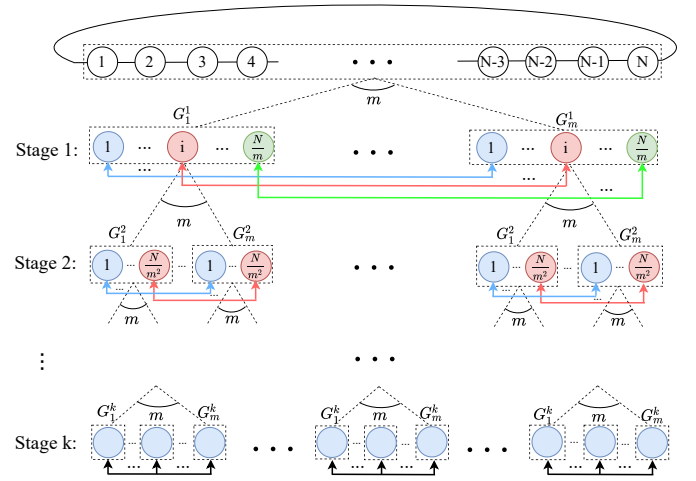 1 2 3 4 • • • N-3 N-2 N-1 N
m
G_1^1 G_m^1
Stage 1: 1 ... i ... N/m • • • 1 ... i ... N/m
... ... ...
m m
G_1^2 G_m^2 G_1^2 G_m^2
Stage 2: 1 ... N/m^2 ... 1 ... N/m^2 • • • 1 ... N/m^2 ... 1 ... N/m^2
... ... ... ...
m m m m
⋮ • • •
G_1^k m G_m^k G_1^k m G_m^k G_1^k m G_m^k
Stage k: ... ... • • • ... ... • • • ... ...
... ... ... ... ... ...